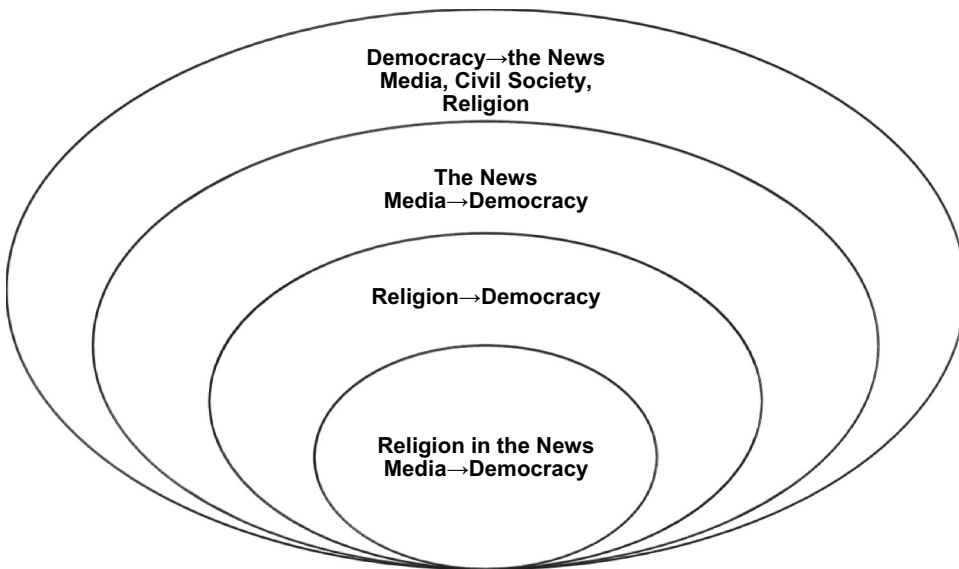 Democracy→the News
Media, Civil Society,
Religion
The News
Media→Democracy
Religion→Democracy
Religion in the News
Media→Democracy